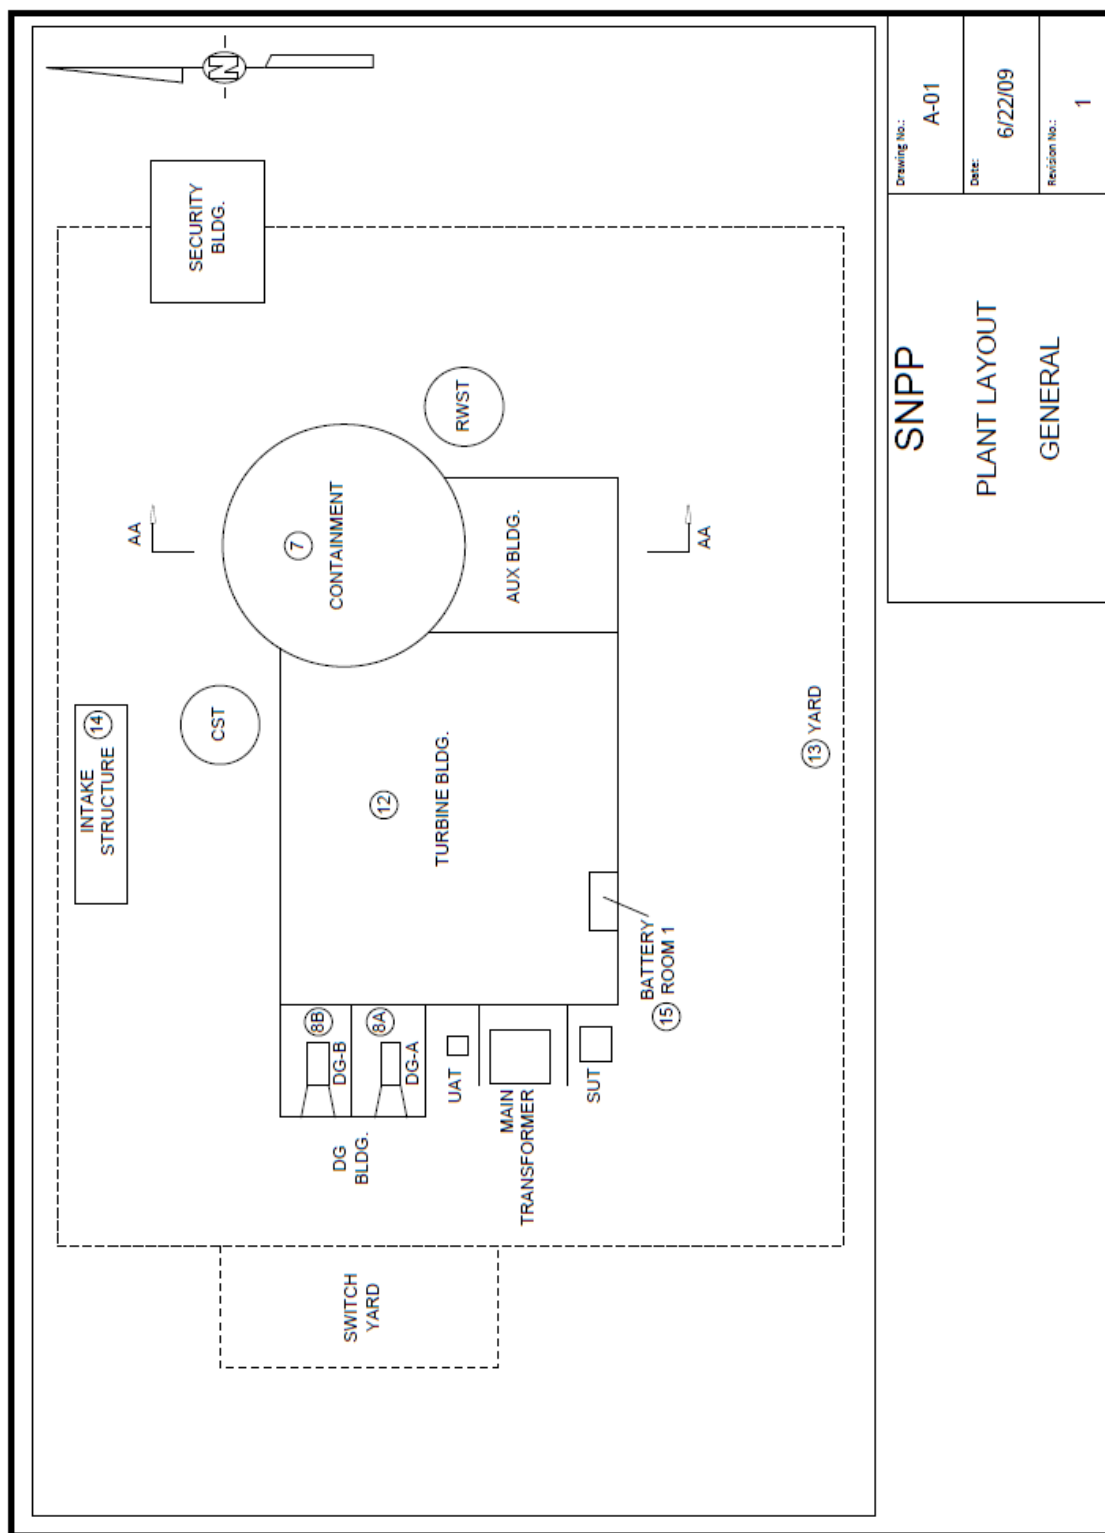 N
SECURITY
BLDG.
INTAKE
STRUCTURE 14
AA
7
CONTAINMENT
RWST
CST
AUX BLDG.
AA
12
TURBINE BLDG.
8B
DG-B
8A
DG-A
DG
BLDG.
UAT
MAIN
TRANSFORMER
SUT
BATTERY
15 ROOM 1
13 YARD
SWITCH
YARD
SNPP
PLANT LAYOUT
GENERAL
Drawing No.:
A-01
Date:
6/22/09
Revision No.:
1